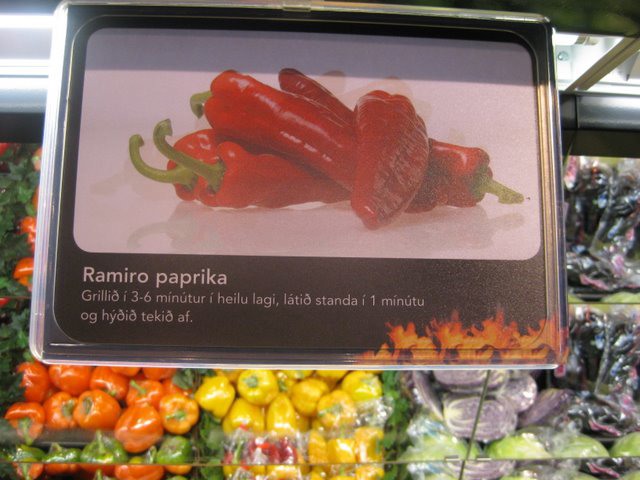 Ramiro paprika
Grillið í 3-6 mínútur í heilu lagi, látið standa í 1 mínútu
og hýðið tekið af.